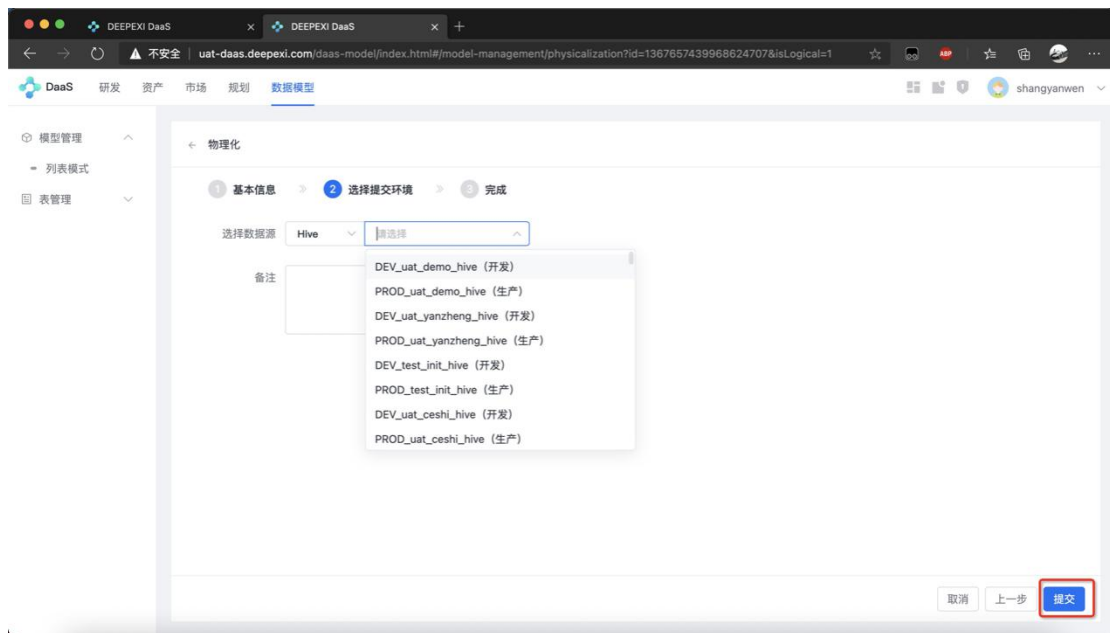 DEEPEXI DaaS
DEEPEXI DaaS
不安全 uat-daas.deepexi.com/daas-model/index.html#/model-management/physicalization?id=1367657439968624707&isLogical=1
ABP
DaaS 研发 资产 市场 规划 数据模型 shangyanwen
模型管理
列表模式
表管理
物理化
1 基本信息 2 选择提交环境 3 完成
选择数据源 Hive 请选择
备注
DEV_uat_demo_hive（开发）
PROD_uat_demo_hive（生产）
DEV_uat_yanzheng_hive（开发）
PROD_uat_yanzheng_hive（生产）
DEV_test_init_hive（开发）
PROD_test_init_hive（生产）
DEV_uat_ceshi_hive（开发）
PROD_uat_ceshi_hive（生产）
取消 上一步 提交